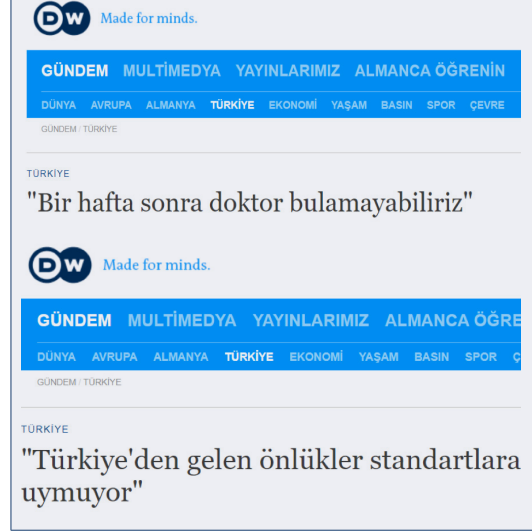 DW Made for minds.
GÜNDEM MULTİMEDYA YAYINLARIMIZ ALMANCA ÖĞRENİN
DÜNYA AVRUPA ALMANYA TÜRKİYE EKONOMİ YAŞAM BASIN SPOR ÇEVRE
GÜNDEM / TÜRKİYE
TÜRKİYE
"Bir hafta sonra doktor bulamayabiliriz"
DW Made for minds.
GÜNDEM MULTİMEDYA YAYINLARIMIZ ALMANCA ÖĞRE
DÜNYA AVRUPA ALMANYA TÜRKİYE EKONOMİ YAŞAM BASIN SPOR Ç
GÜNDEM / TÜRKİYE
TÜRKİYE
"Türkiye'den gelen önlükler standartlara
uymuyor"